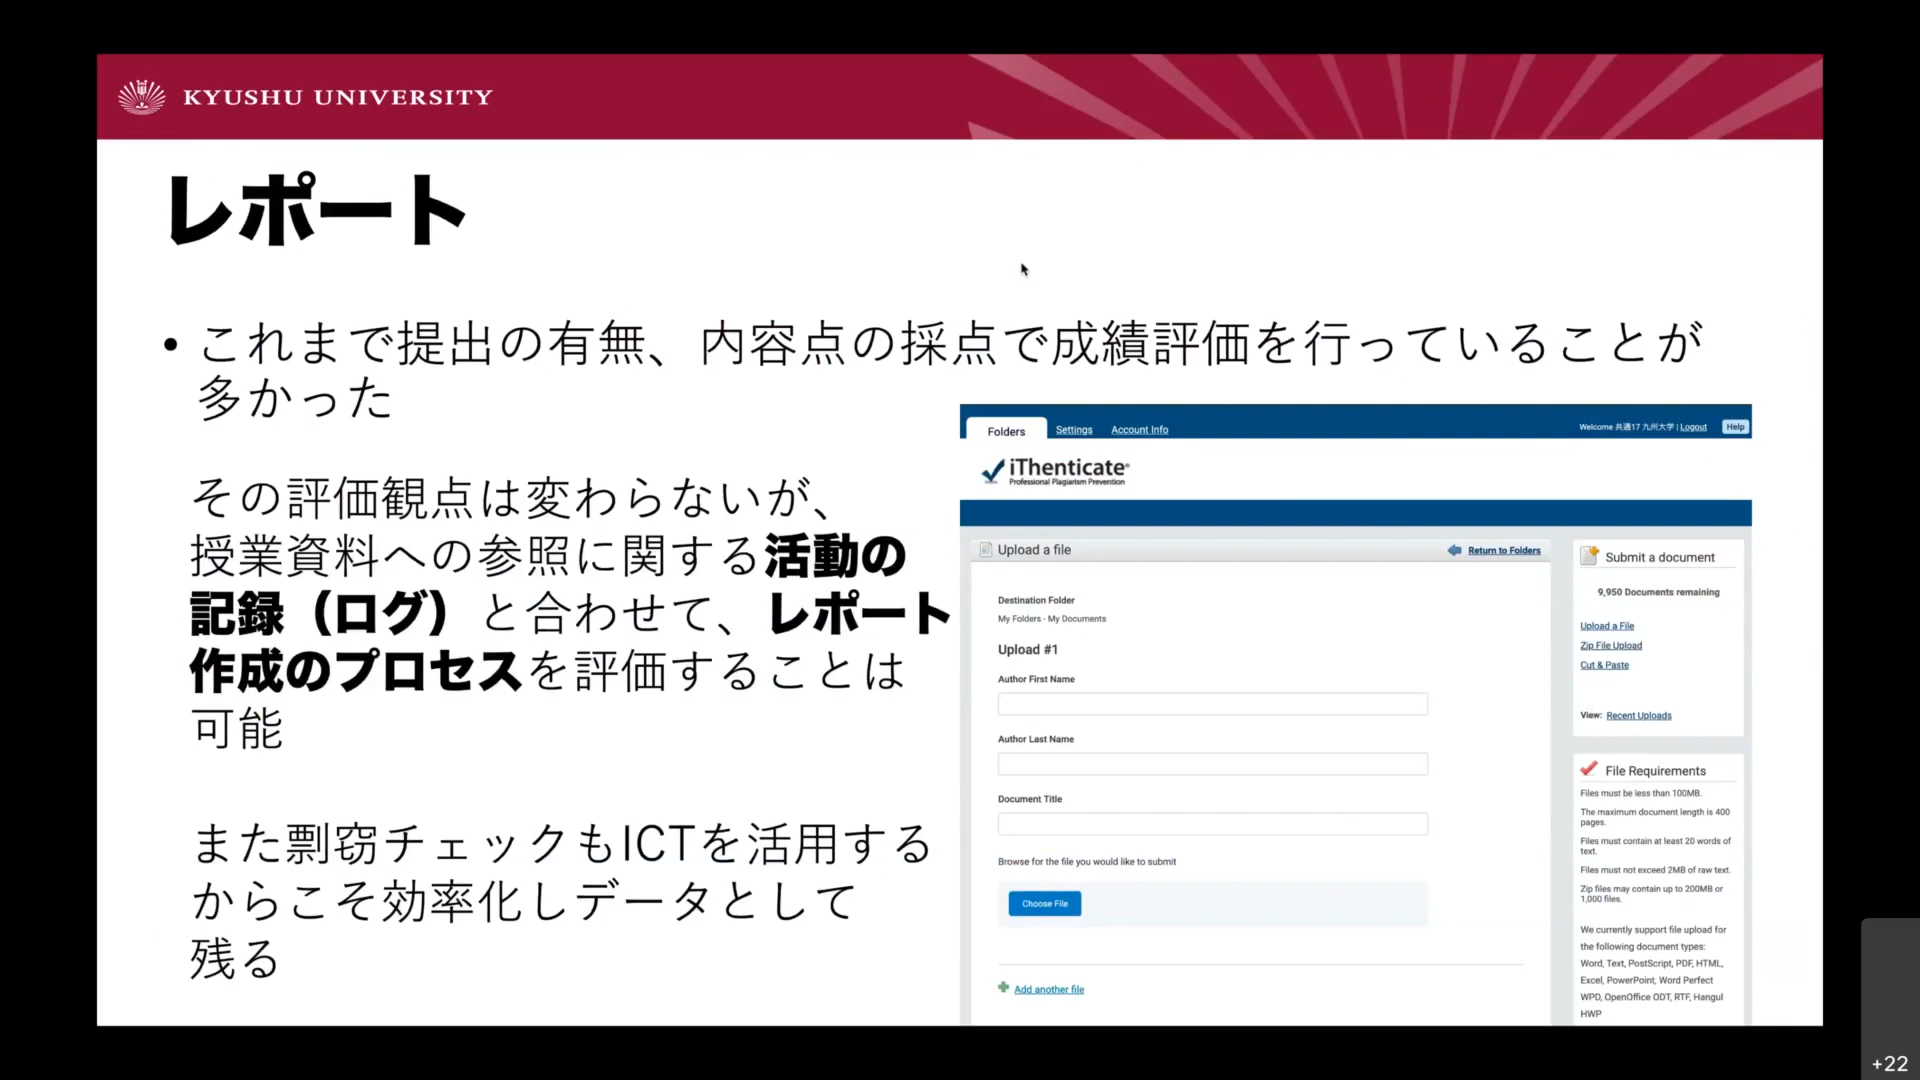 KYUSHU UNIVERSITY
レポート
• これまで提出の有無、内容点の採点で成績評価を行っていることが
多かった
その評価観点は変わらないが、
授業資料への参照に関する活動の
記録（ログ）と合わせて、レポート
作成のプロセスを評価することは
可能
また剽窃チェックもICTを活用する
からこそ効率化しデータとして
残る
Folders Settings Account Info
Welcome 共通17 九州大学 | Logout Help
iThenticate®
Professional Plagiarism Prevention
Upload a file
Return to Folders
Destination Folder
My Folders - My Documents
Upload #1
Author First Name
Author Last Name
Document Title
Browse for the file you would like to submit
Choose File
Add another file
Submit a document
9,950 Documents remaining
Upload a File
Zip File Upload
Cut & Paste
View: Recent Uploads
File Requirements
Files must be less than 100MB.
The maximum document length is 400
pages.
Files must contain at least 20 words of
text.
Files must not exceed 2MB of raw text.
Zip files may contain up to 200MB or
1,000 files.
We currently support file upload for
the following document types:
Word, Text, PostScript, PDF, HTML,
Excel, PowerPoint, Word Perfect
WPD, OpenOffice ODT, RTF, Hangul
HWP
+22